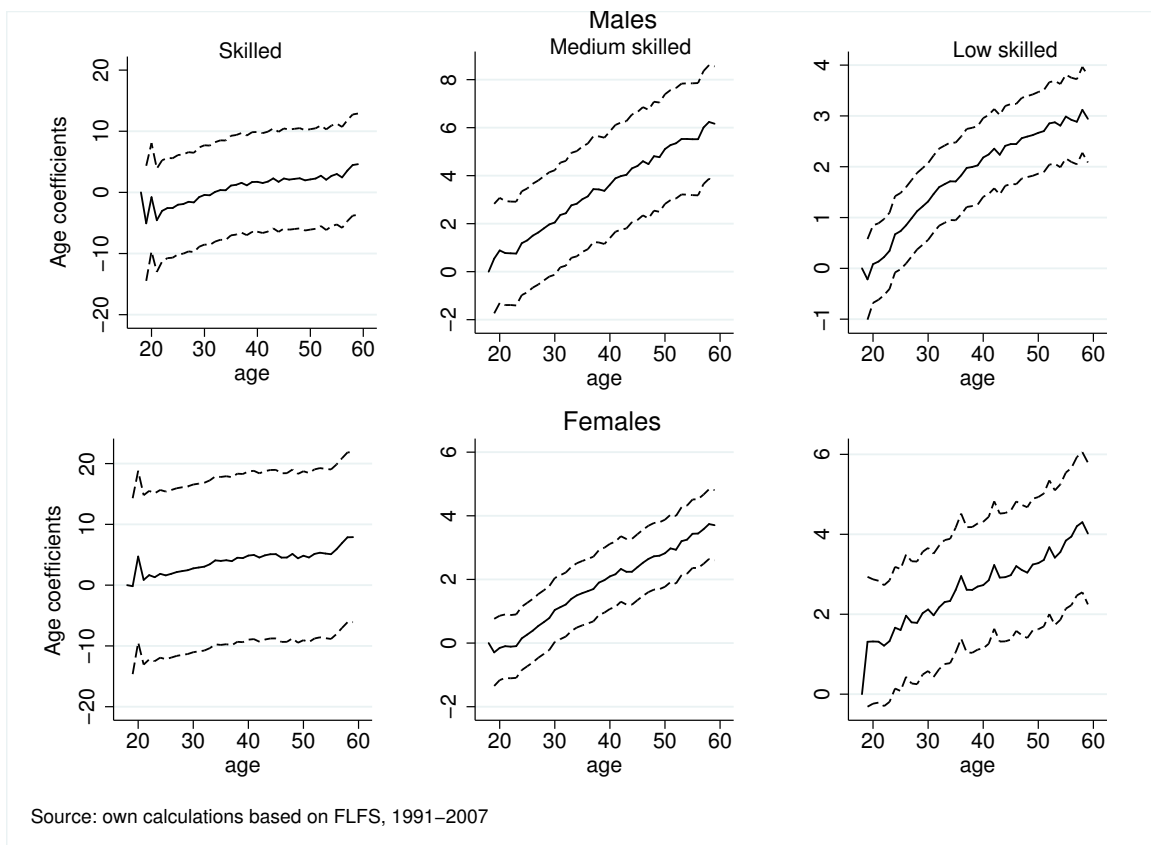 Males
Skilled
Medium skilled
Low skilled
Age coefficients
20
10
0
−10
−20
20 30 40 50 60
age
8
6
4
2
0
−2
20 30 40 50 60
age
4
3
2
1
0
−1
20 30 40 50 60
age
Females
Age coefficients
20
10
0
−10
−20
20 30 40 50 60
age
6
4
2
0
−2
20 30 40 50 60
age
6
4
2
0
20 30 40 50 60
age
Source: own calculations based on FLFS, 1991−2007